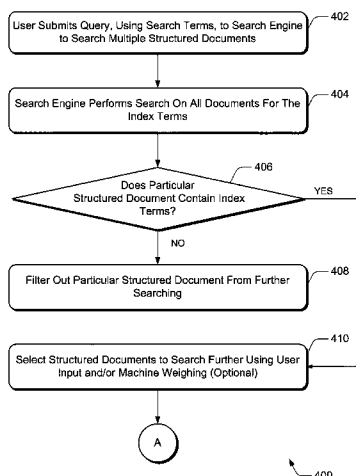 402
User Submits Query, Using Search Terms, to Search Engine
to Search Multiple Structured Documents
404
Search Engine Performs Search On All Documents For The
Index Terms
406
Does Particular
Structured Document Contain Index
Terms?
YES
NO
408
Filter Out Particular Structured Document From Further
Searching
410
Select Structured Documents to Search Further Using User
Input and/or Machine Weighing (Optional)
A